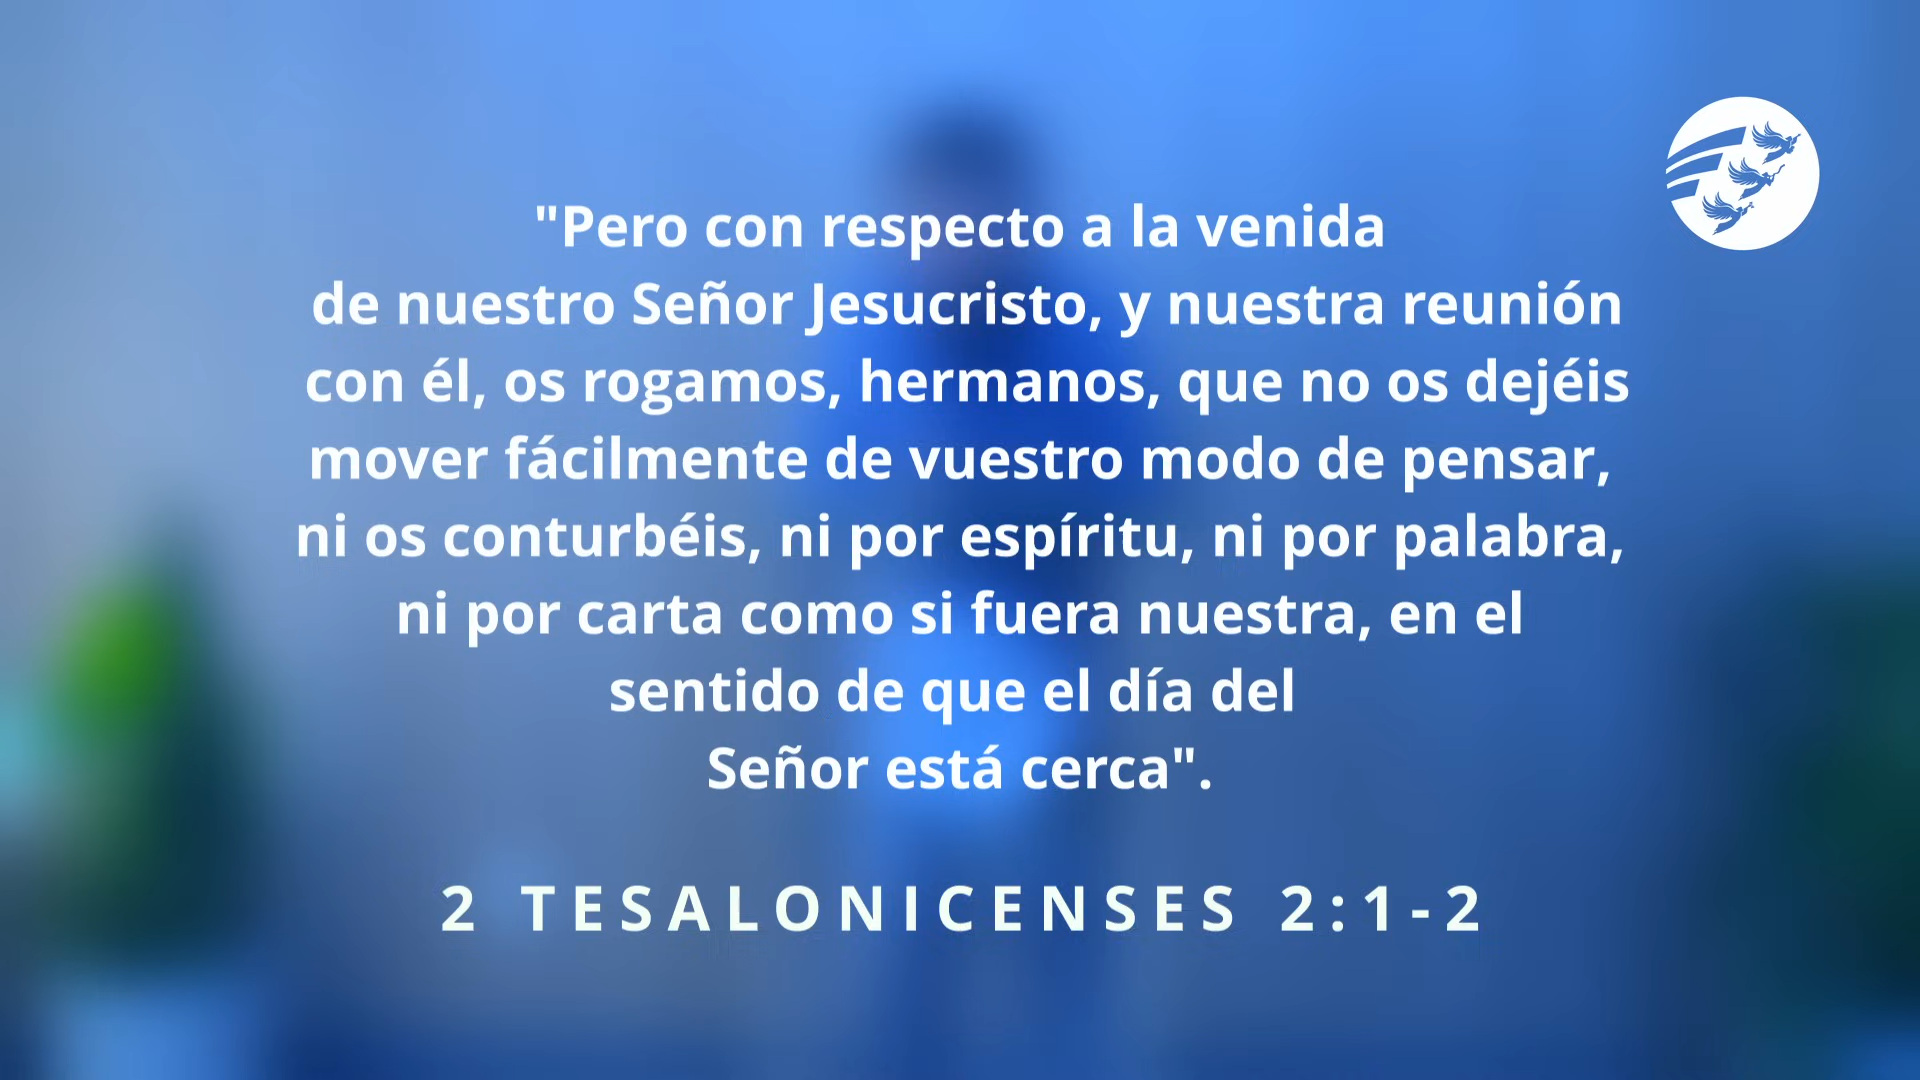 "Pero con respecto a la venida
de nuestro Señor Jesucristo, y nuestra reunión
con él, os rogamos, hermanos, que no os dejéis
mover fácilmente de vuestro modo de pensar,
ni os conturbéis, ni por espíritu, ni por palabra,
ni por carta como si fuera nuestra, en el
sentido de que el día del
Señor está cerca".
2 TESALONICENSES 2:1-2